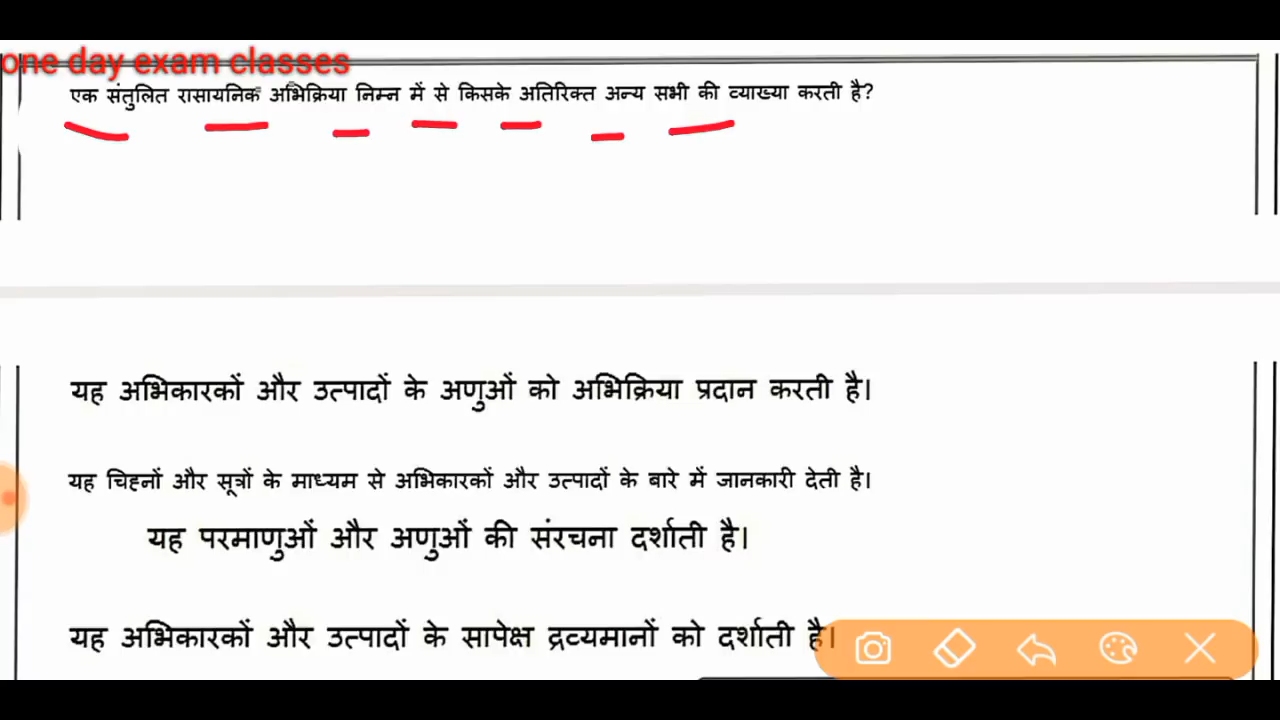 one day exam classes
एक संतुलित रासायनिक अभिक्रिया निम्न में से किसके अतिरिक्त अन्य सभी की व्याख्या करती है?
यह अभिकारकों और उत्पादों के अणुओं को अभिक्रिया प्रदान करती है।
यह चिह्नों और सूत्रों के माध्यम से अभिकारकों और उत्पादों के बारे में जानकारी देती है।
यह परमाणुओं और अणुओं की संरचना दर्शाती है।
यह अभिकारकों और उत्पादों के सापेक्ष द्रव्यमानों को दर्शाती है।